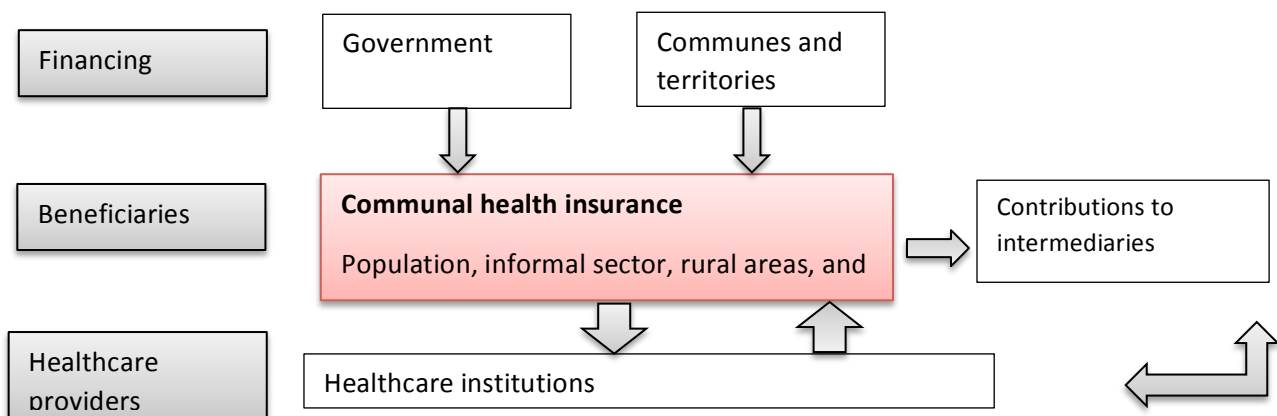 Financing
Government
Communes and
territories
Beneficiaries
Communal health insurance
Population, informal sector, rural areas, and
Contributions to
intermediaries
Healthcare
providers
Healthcare institutions